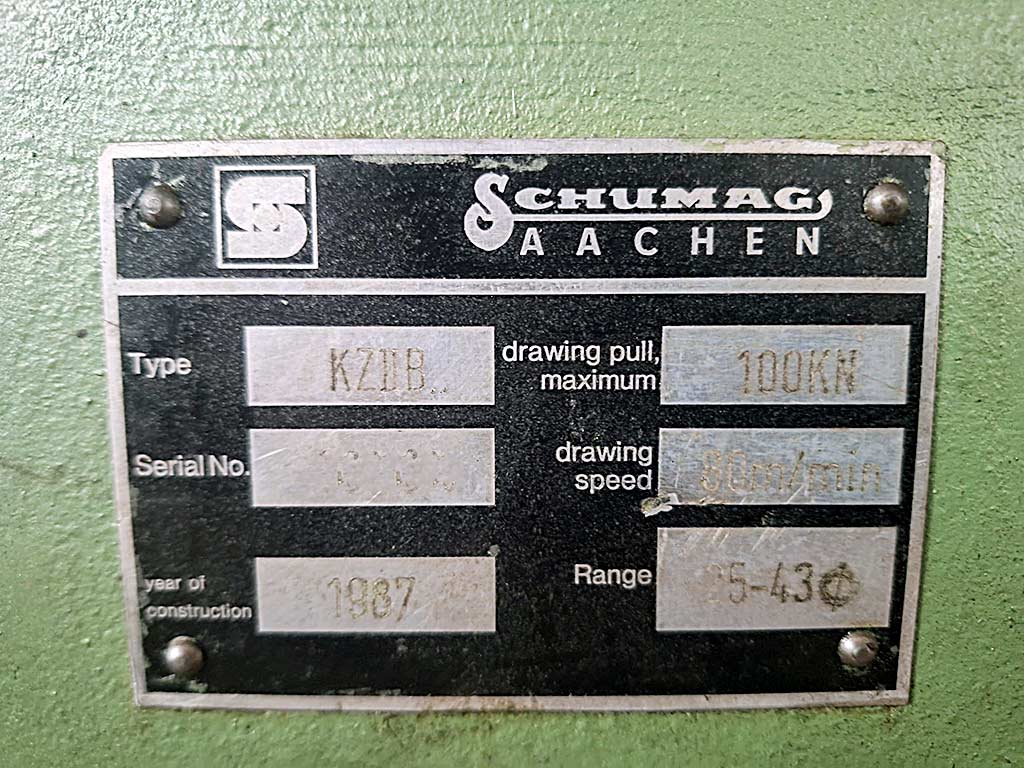 SCHUMAG
AACHEN
Type KZDB
drawing pull, maximum 100KN
Serial No.
drawing speed 80m/min
year of construction 1987
Range 25-43